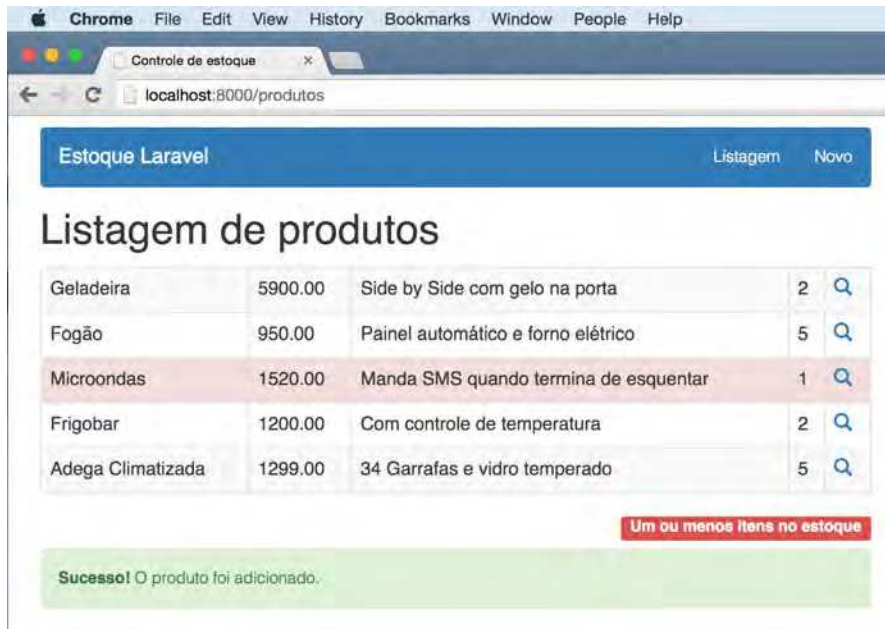 Chrome File Edit View History Bookmarks Window People Help
Controle de estoque ×
localhost:8000/produtos
Estoque Laravel Listagem Novo
Listagem de produtos
Geladeira 5900.00 Side by Side com gelo na porta 2
Fogão 950.00 Painel automático e forno elétrico 5
Microondas 1520.00 Manda SMS quando termina de esquentar 1
Frigobar 1200.00 Com controle de temperatura 2
Adega Climatizada 1299.00 34 Garrafas e vidro temperado 5
Um ou menos itens no estoque
Sucesso! O produto foi adicionado.